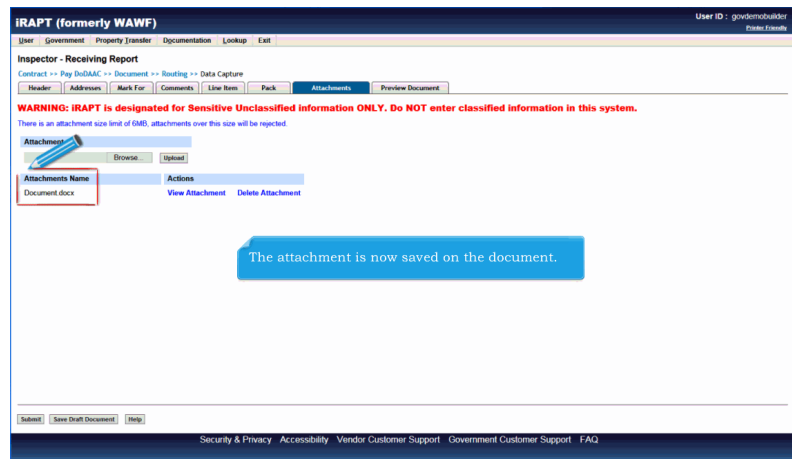 iRAPT (formerly WAWF)
User ID : govdemobuilder
Printer Friendly
User Government Property Transfer Documentation Lookup Exit
Inspector - Receiving Report
Contract >> Pay DoDAAC >> Document >> Routing >> Data Capture
Header Addresses Mark For Comments Line Item Pack Attachments Preview Document
WARNING: iRAPT is designated for Sensitive Unclassified information ONLY. Do NOT enter classified information in this system.
There is an attachment size limit of 6MB, attachments over this size will be rejected.
Attachment
Browse... Upload
Attachments Name Actions
Document.docx View Attachment Delete Attachment
The attachment is now saved on the document.
Submit Save Draft Document Help
Security & Privacy Accessibility Vendor Customer Support Government Customer Support FAQ